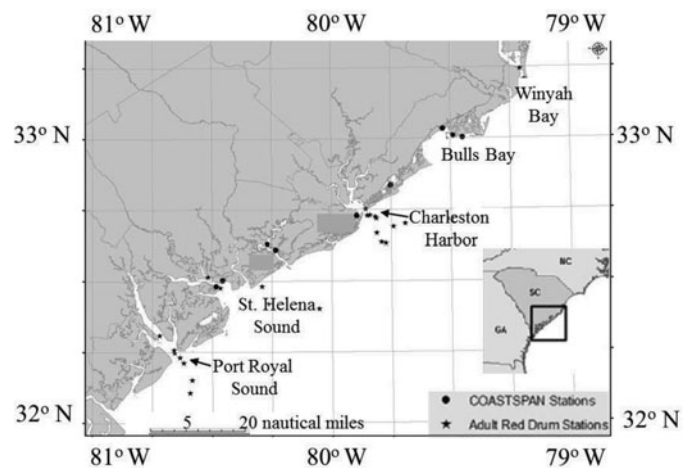 81° W
80° W
79° W
Winyah
Bay
33° N
33° N
Bulls Bay
Charleston
Harbor
NC
SC
St. Helena
Sound
GA
Port Royal
Sound
COASTSPAN Stations
32° N
5 20 nautical miles
Adult Red Drum Stations
32° N
81° W
80° W
79° W